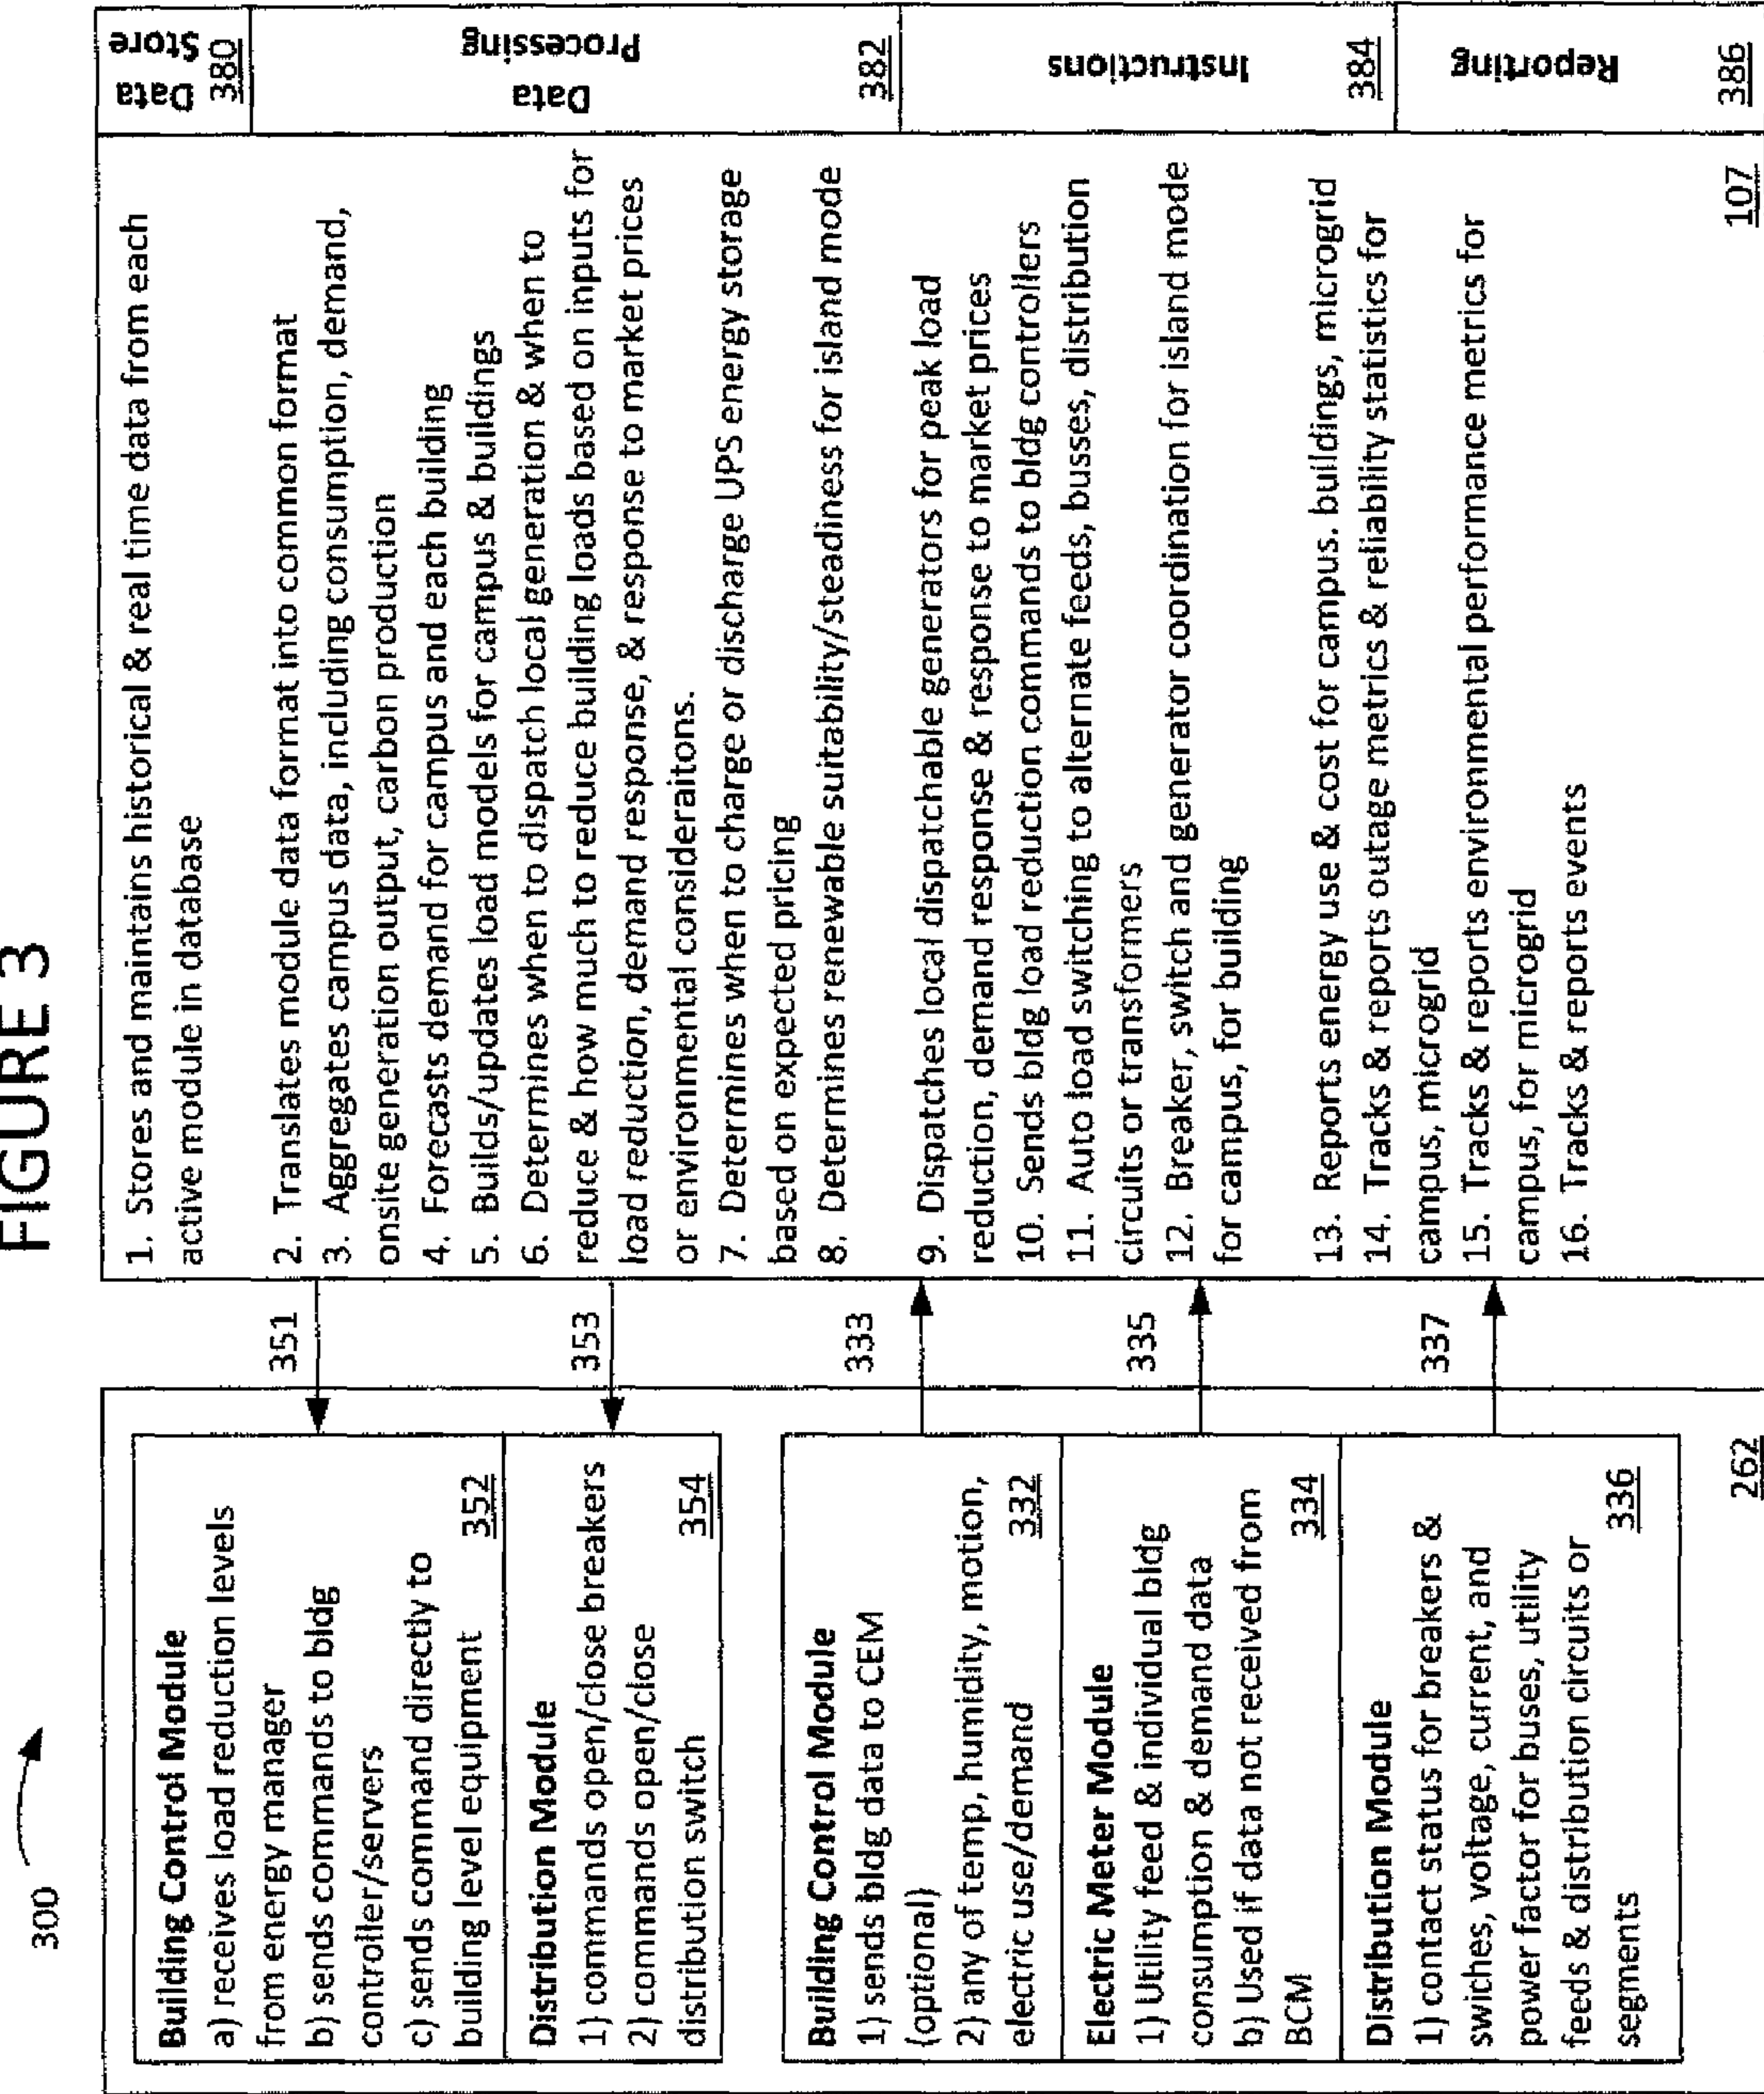 FIGURE 3
300
Building Control Module
a) receives load reduction levels
from energy manager
b) sends commands to bldg
controller/servers
c) sends command directly to
building level equipment 352
Distribution Module
1) commands open/close breakers
2) commands open/close
distribution switch 354
Building Control Module
1) sends bldg data to CEM
(optional)
2) any of temp, humidity, motion,
electric use/demand 332
Electric Meter Module
1) Utility feed & individual bldg
consumption & demand data
b) Used if data not received from
BCM 334
Distribution Module
1) contact status for breakers &
swiches, voltage, current, and
power factor for buses, utility
feeds & distribution circuits or
segments 336
262
351
353
333
335
337
1. Stores and maintains historical & real time data from each
active module in database
2. Translates module data format into common format
3. Aggregates campus data, including consumption, demand,
onsite generation output, carbon production
4. Forecasts demand for campus and each building
5. Builds/updates load models for campus & buildings
6. Determines when to dispatch local generation & when to
reduce & how much to reduce building loads based on inputs for
load reduction, demand response, & response to market prices
or environmental consideraitons.
7. Determines when to charge or discharge UPS energy storage
based on expected pricing
8. Determines renewable suitability/steadiness for island mode
9. Dispatches local dispatchable generators for peak load
reduction, demand response & response to market prices
10. Sends bldg load reduction commands to bldg controllers
11. Auto load switching to alternate feeds, busses, distribution
circuits or transformers
12. Breaker, switch and generator coordination for island mode
for campus, for building
13. Reports energy use & cost for campus. buildings, microgrid
14. Tracks & reports outage metrics & reliability statistics for
campus, microgrid
15. Tracks & reports environmental performance metrics for
campus, for microgrid
16. Tracks & reports events
107
Data
Store
380
Data
Processing
382
Instructions
384
Reporting
386